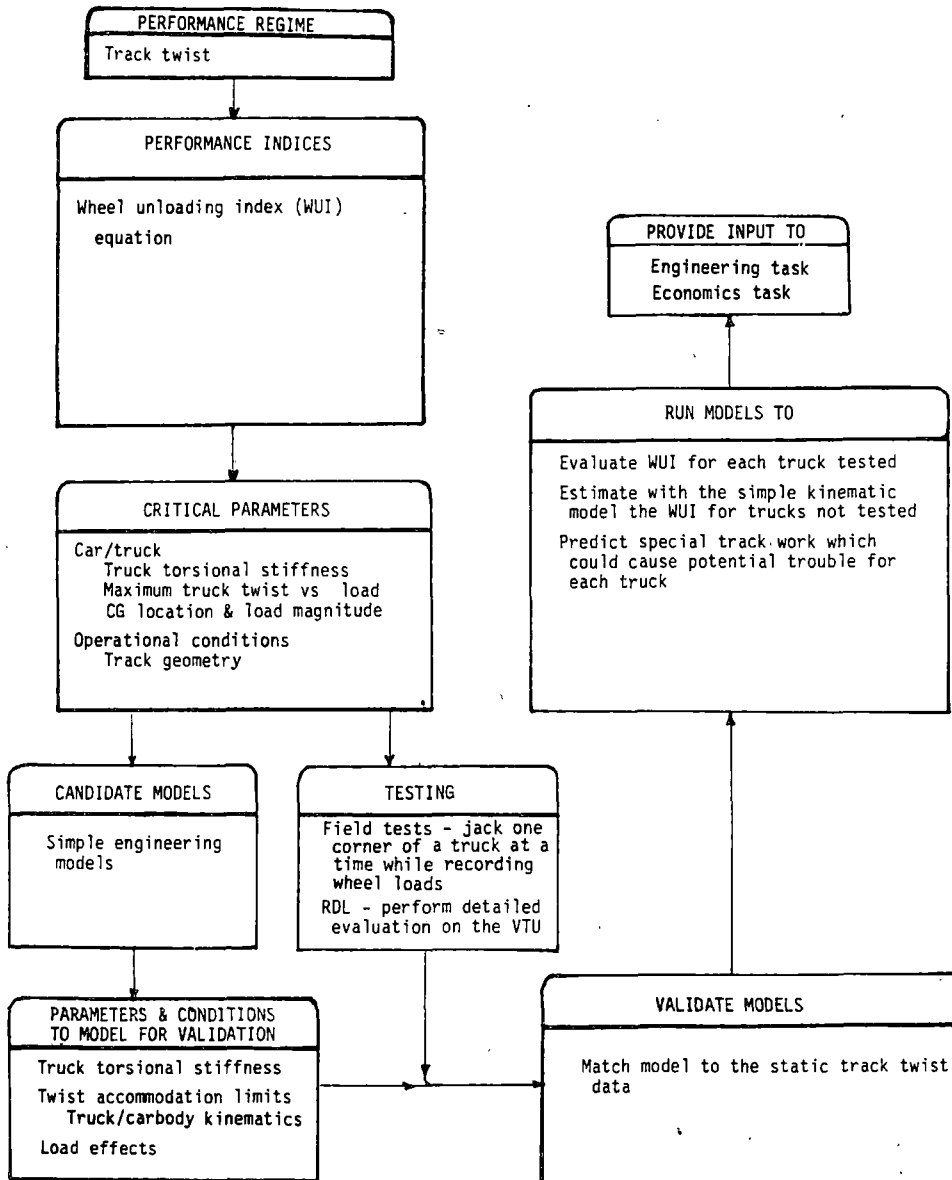 PERFORMANCE REGIME
Track twist
PERFORMANCE INDICES
Wheel unloading index (WUI)
equation
CRITICAL PARAMETERS
Car/truck
Truck torsional stiffness
Maximum truck twist vs load
CG location & load magnitude
Operational conditions
Track geometry
CANDIDATE MODELS
Simple engineering
models
TESTING
Field tests - jack one
corner of a truck at a
time while recording
wheel loads
RDL - perform detailed
evaluation on the VTU
PARAMETERS & CONDITIONS
TO MODEL FOR VALIDATION
Truck torsional stiffness
Twist accommodation limits
Truck/carbody kinematics
Load effects
VALIDATE MODELS
Match model to the static track twist
data
RUN MODELS TO
Evaluate WUI for each truck tested
Estimate with the simple kinematic
model the WUI for trucks not tested
Predict special track work which
could cause potential trouble for
each truck
PROVIDE INPUT TO
Engineering task
Economics task